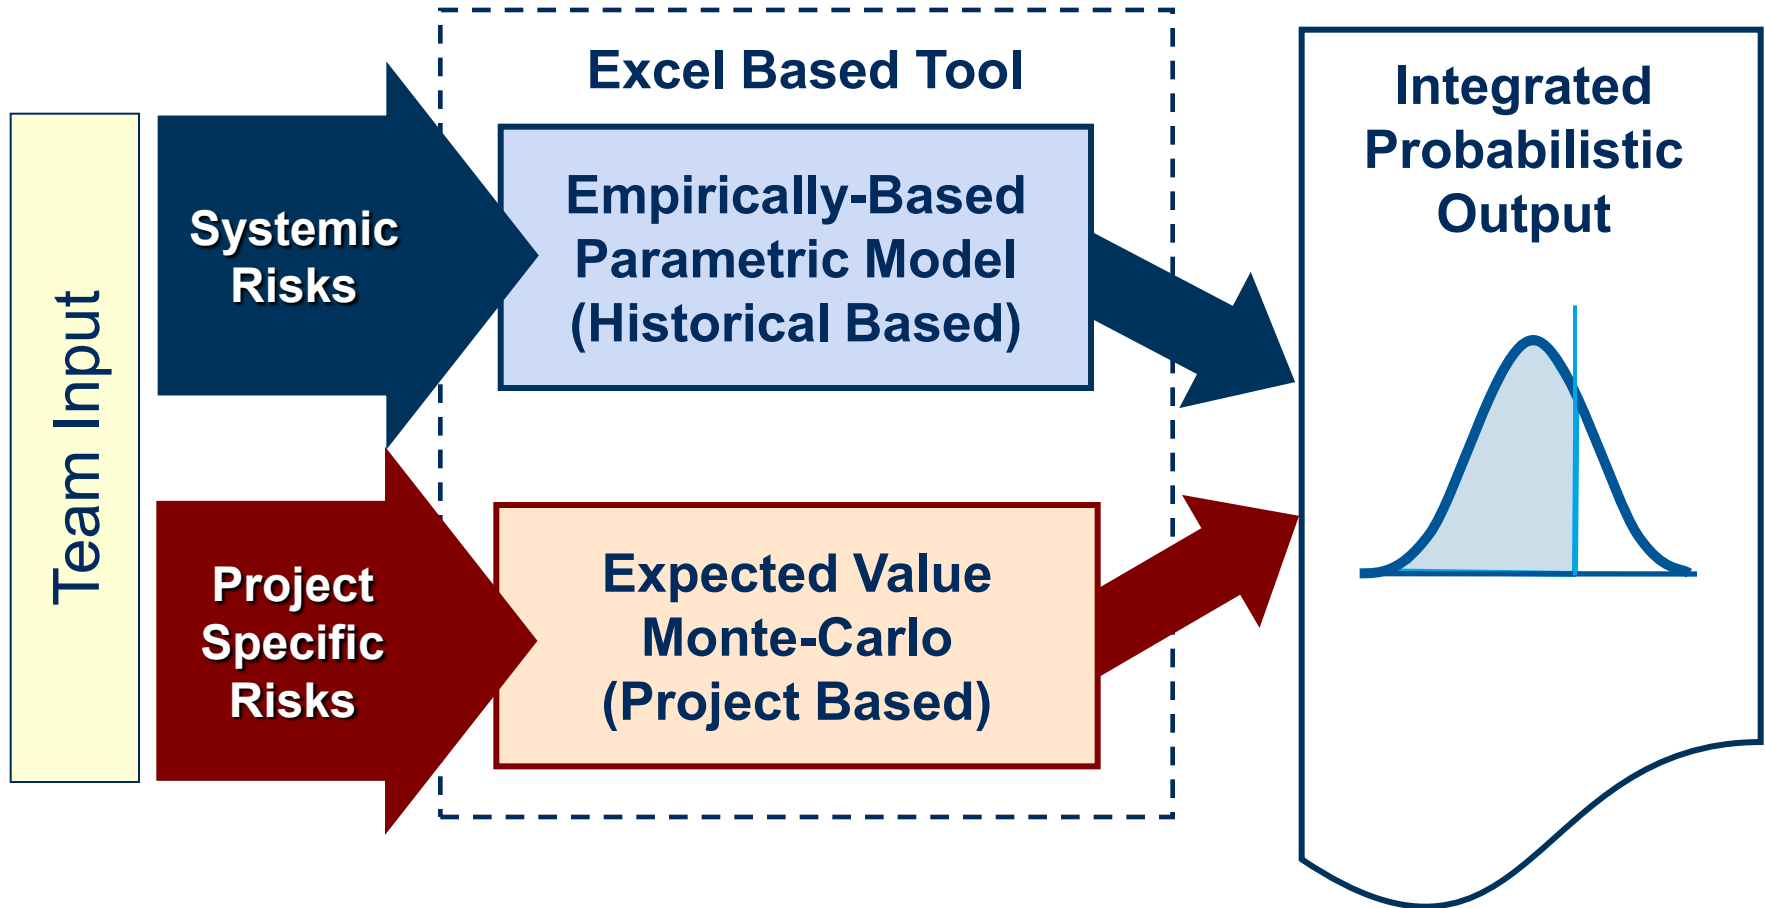 Team Input
Systemic
Risks
Project
Specific
Risks
Excel Based Tool
Empirically-Based
Parametric Model
(Historical Based)
Expected Value
Monte-Carlo
(Project Based)
Integrated
Probabilistic
Output